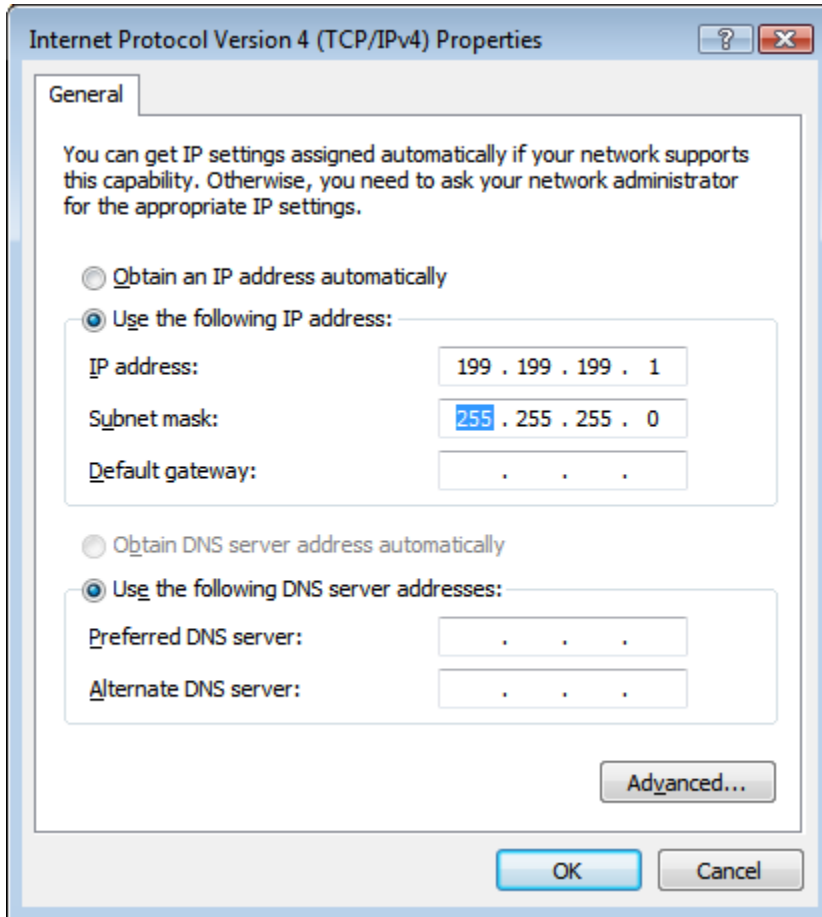 Internet Protocol Version 4 (TCP/IPv4) Properties
General
You can get IP settings assigned automatically if your network supports
this capability. Otherwise, you need to ask your network administrator
for the appropriate IP settings.
Obtain an IP address automatically
Use the following IP address:
IP address: 199 . 199 . 199 . 1
Subnet mask: 255 . 255 . 255 . 0
Default gateway: . . .
Obtain DNS server address automatically
Use the following DNS server addresses:
Preferred DNS server: . . .
Alternate DNS server: . . .
Advanced...
OK Cancel